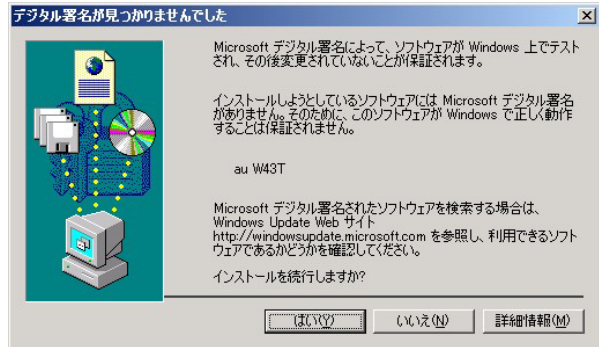 デジタル署名が見つかりませんでした
Microsoft デジタル署名によって、ソフトウェアが Windows 上でテスト
され、その後変更されていないことが保証されます。
インストールしようとしているソフトウェアには Microsoft デジタル署名
がありません。そのために、このソフトウェアが Windows で正しく動作
することは保証されません。
au W43T
Microsoft デジタル署名されたソフトウェアを検索する場合は、
Windows Update Web サイト
http://windowsupdate.microsoft.com を参照し、利用できるソフト
ウェアであるかどうかを確認してください。
インストールを続行しますか?
はい(Y) いいえ(N) 詳細情報(M)